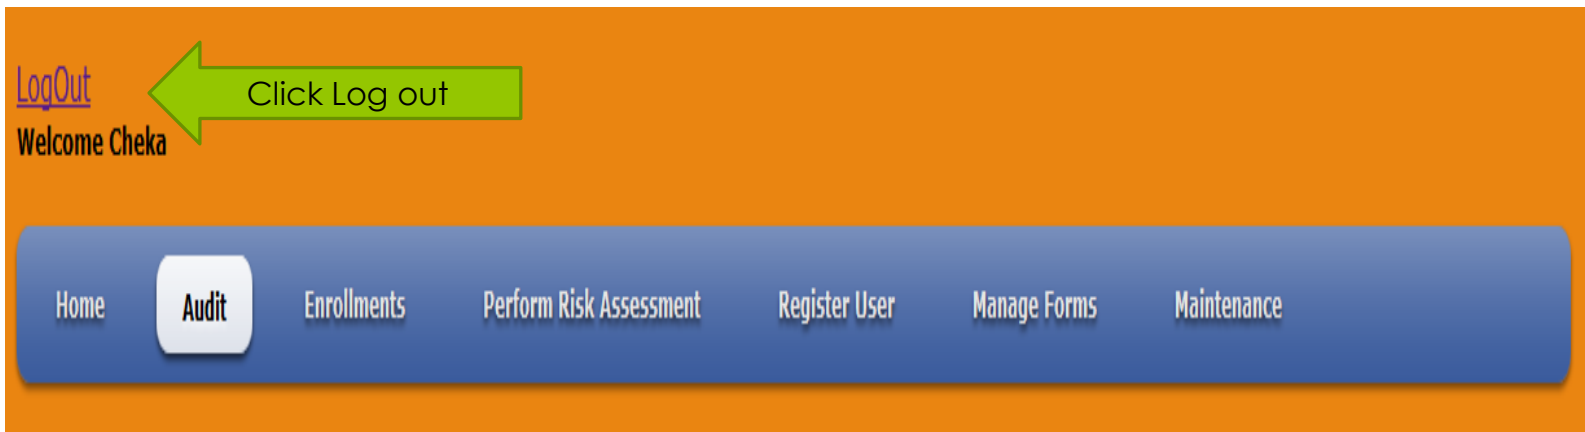 LogOut
Click Log out
Welcome Cheka
Home Audit Enrollments Perform Risk Assessment Register User Manage Forms Maintenance